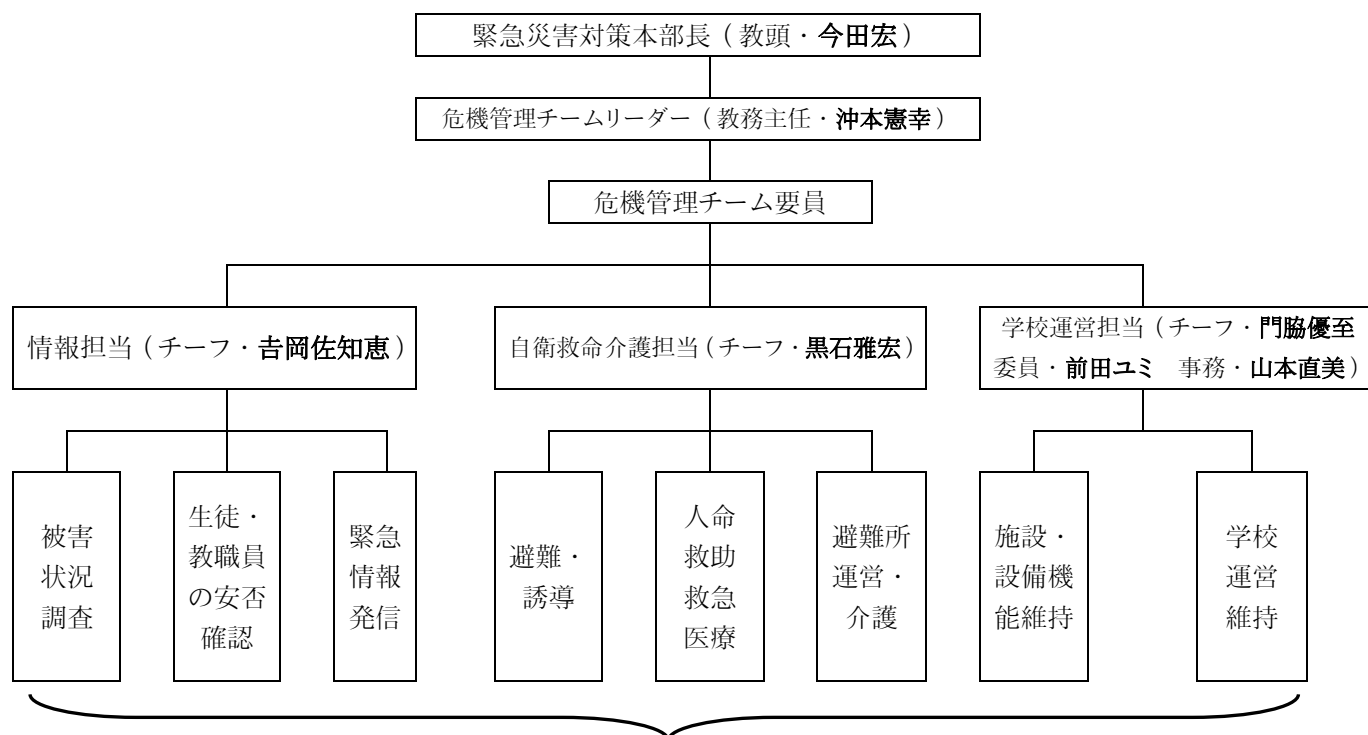 緊急災害対策本部長（教頭・今田宏）
危機管理チームリーダー（教務主任・沖本憲幸）
危機管理チーム要員
情報担当（チーフ・𠮷岡佐知恵）
自衛救命介護担当（チーフ・黒石雅宏）
学校運営担当（チーフ・門脇優至
委員・前田ユミ　事務・山本直美）
被害
状況
調査
生徒・
教職員
の安否
確認
緊急
情報
発信
避難・
誘導
人命
救助
救急
医療
避難所
運営・
介護
施設・
設備機
能維持
学校
運営
維持